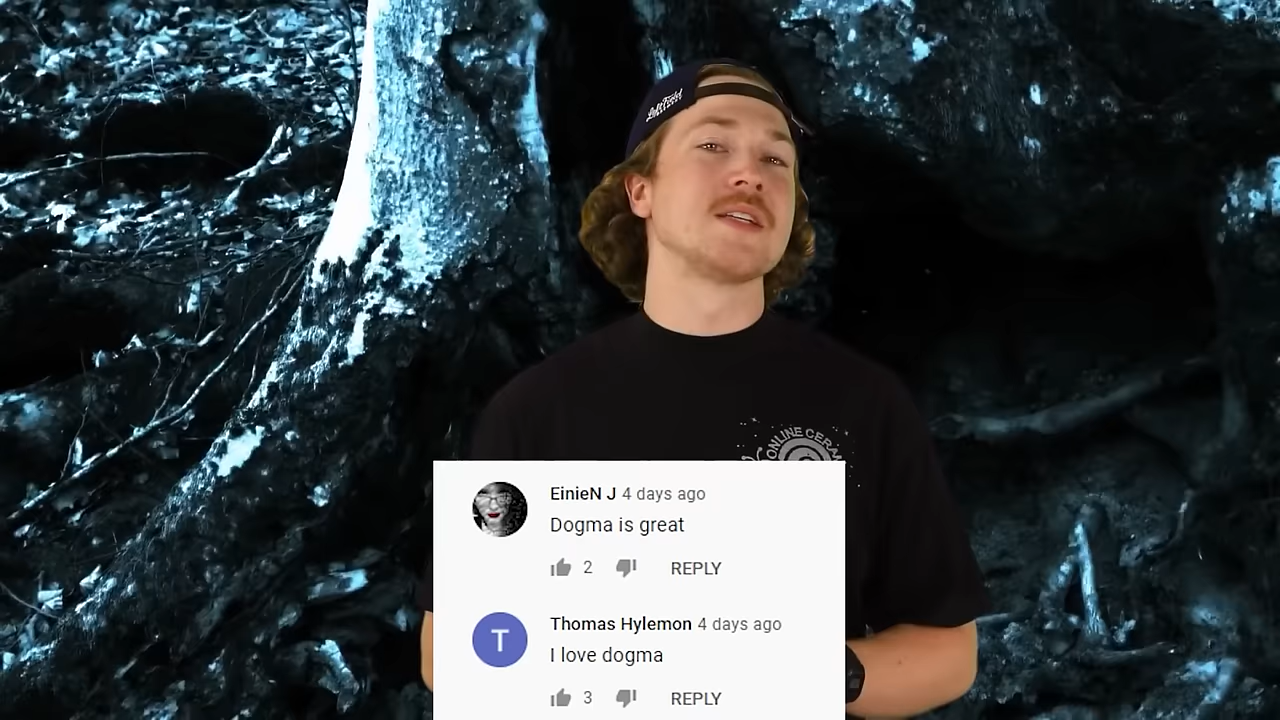 ONLINE CERA
EinieN J 4 days ago
Dogma is great
2 REPLY
T
Thomas Hylemon 4 days ago
I love dogma
3 REPLY